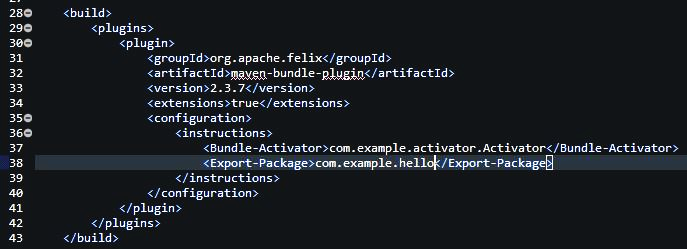 28 <build>
29 <plugins>
30 <plugin>
31 <groupId>org.apache.felix</groupId>
32 <artifactId>maven-bundle-plugin</artifactId>
33 <version>2.3.7</version>
34 <extensions>true</extensions>
35 <configuration>
36 <instructions>
37 <Bundle-Activator>com.example.activator.Activator</Bundle-Activator>
38 <Export-Package>com.example.hello</Export-Package>
39 </instructions>
40 </configuration>
41 </plugin>
42 </plugins>
43 </build>